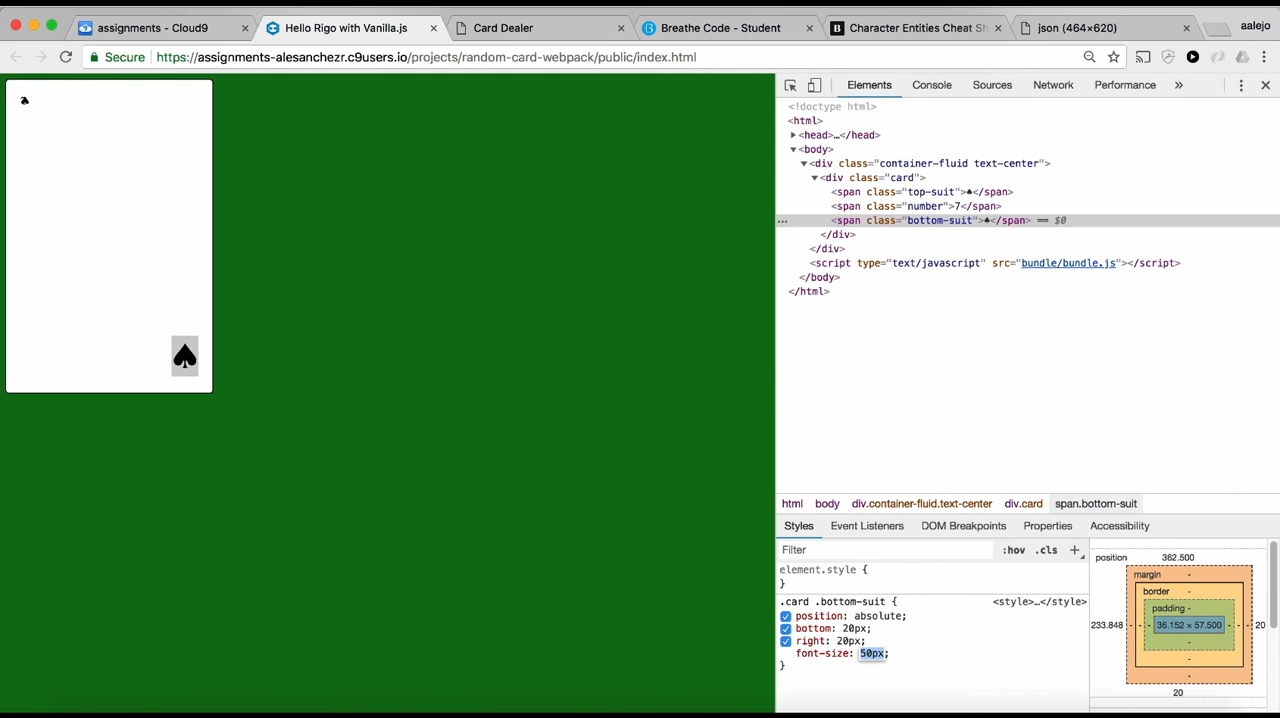 assignments - Cloud9 × Hello Rigo with Vanilla.js × Card Dealer × Breathe Code - Student × Character Entities Cheat Sh × json (464×620) × aalejo
Secure https://assignments-alesanchezr.c9users.io/projects/random-card-webpack/public/index.html
Elements Console Sources Network Performance »
<!doctype html>
<html>
<head>…</head>
<body>
<div class="container-fluid text-center">
<div class="card">
<span class="top-suit">♠</span>
<span class="number">7</span>
<span class="bottom-suit">♠</span> == $0
</div>
</div>
<script type="text/javascript" src="bundle/bundle.js"></script>
</body>
</html>
html body div.container-fluid.text-center div.card span.bottom-suit
Styles Event Listeners DOM Breakpoints Properties Accessibility
Filter :hov .cls +
element.style {
}
.card .bottom-suit { <style>…</style>
position: absolute;
bottom: 20px;
right: 20px;
font-size: 50px;
}
position 362.500
margin -
border -
padding -
233.848 - - - 36.152 × 57.500 - - - 20
-
-
-
20